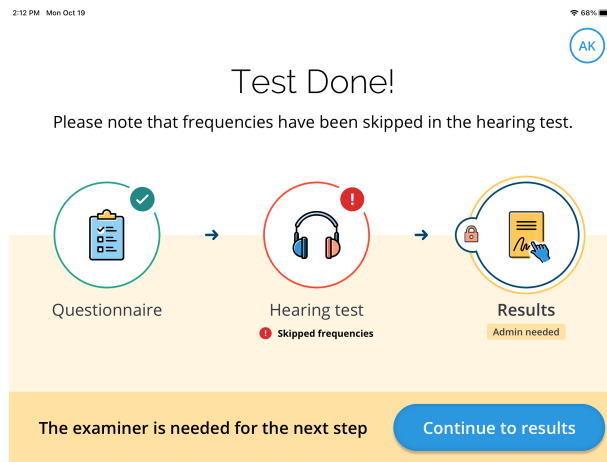 2:12 PM Mon Oct 19
68%
AK
Test Done!
Please note that frequencies have been skipped in the hearing test.
!
Questionnaire
Hearing test
Results
! Skipped frequencies
Admin needed
The examiner is needed for the next step
Continue to results